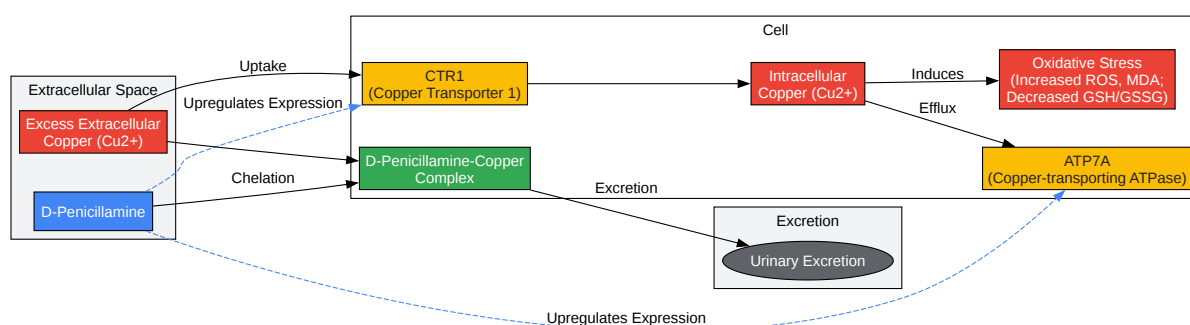 Cell
Extracellular Space
Uptake
CTR1
(Copper Transporter 1)
Intracellular
Copper (Cu2+)
Induces
Oxidative Stress
(Increased ROS, MDA;
Decreased GSH/GSSG)
Upregulates Expression
Excess Extracellular
Copper (Cu2+)
Efflux
D-Penicillamine-Copper
Complex
ATP7A
(Copper-transporting ATPase)
Chelation
Excretion
D-Penicillamine
Excretion
Urinary Excretion
Upregulates Expression